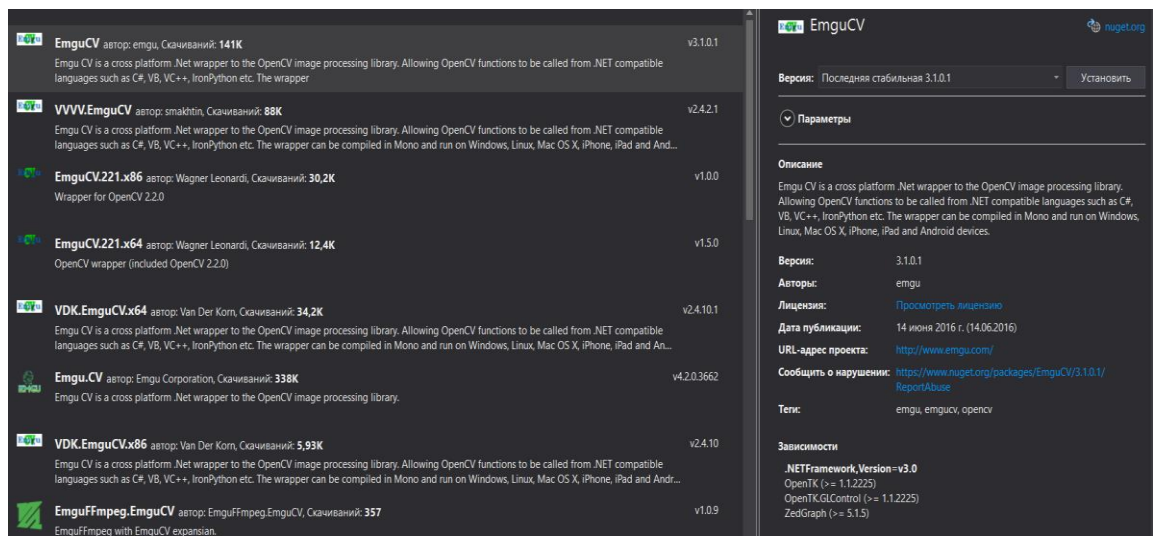 EmguCV автор: emgu, Скачиваний: 141K
v3.1.0.1
Emgu CV is a cross platform .Net wrapper to the OpenCV image processing library. Allowing OpenCV functions to be called from .NET compatible
languages such as C#, VB, VC++, IronPython etc. The wrapper
VVVV.EmguCV автор: smakhtin, Скачиваний: 88K
v2.4.2.1
Emgu CV is a cross platform .Net wrapper to the OpenCV image processing library. Allowing OpenCV functions to be called from .NET compatible
languages such as C#, VB, VC++, IronPython etc. The wrapper can be compiled in Mono and run on Windows, Linux, Mac OS X, iPhone, iPad and And...
EmguCV.221.x86 автор: Wagner Leonardi, Скачиваний: 30,2K
v1.0.0
Wrapper for OpenCV 2.2.0
EmguCV.221.x64 автор: Wagner Leonardi, Скачиваний: 12,4K
v1.5.0
OpenCV wrapper (included OpenCV 2.2.0)
VDK.EmguCV.x64 автор: Van Der Korn, Скачиваний: 34,2K
v2.4.10.1
Emgu CV is a cross platform .Net wrapper to the OpenCV image processing library. Allowing OpenCV functions to be called from .NET compatible
languages such as C#, VB, VC++, IronPython etc. The wrapper can be compiled in Mono and run on Windows, Linux, Mac OS X, iPhone, iPad and An...
Emgu.CV автор: Emgu Corporation, Скачиваний: 338K
v4.2.0.3662
Emgu CV is a cross platform .Net wrapper to the OpenCV image processing library.
VDK.EmguCV.x86 автор: Van Der Korn, Скачиваний: 5,93K
v2.4.10
Emgu CV is a cross platform .Net wrapper to the OpenCV image processing library. Allowing OpenCV functions to be called from .NET compatible
languages such as C#, VB, VC++, IronPython etc. The wrapper can be compiled in Mono and run on Windows, Linux, Mac OS X, iPhone, iPad and Andr...
EmguFFmpeg.EmguCV автор: EmguFFmpeg.EmguCV, Скачиваний: 357
v1.0.9
EmguFFmpeg with EmguCV expansian.
EmguCV
nuget.org
Версия: Последняя стабильная 3.1.0.1
Установить
Параметры
Описание
Emgu CV is a cross platform .Net wrapper to the OpenCV image processing library.
Allowing OpenCV functions to be called from .NET compatible languages such as C#,
VB, VC++, IronPython etc. The wrapper can be compiled in Mono and run on Windows,
Linux, Mac OS X, iPhone, iPad and Android devices.
Версия: 3.1.0.1
Авторы: emgu
Лицензия: Просмотреть лицензию
Дата публикации: 14 июня 2016 г. (14.06.2016)
URL-адрес проекта: http://www.emgu.com/
Сообщить о нарушении: https://www.nuget.org/packages/EmguCV/3.1.0.1/
ReportAbuse
Теги: emgu, emgucv, opencv
Зависимости
.NETFramework,Version=v3.0
OpenTK (>= 1.1.2225)
OpenTK.GLControl (>= 1.1.2225)
ZedGraph (>= 5.1.5)